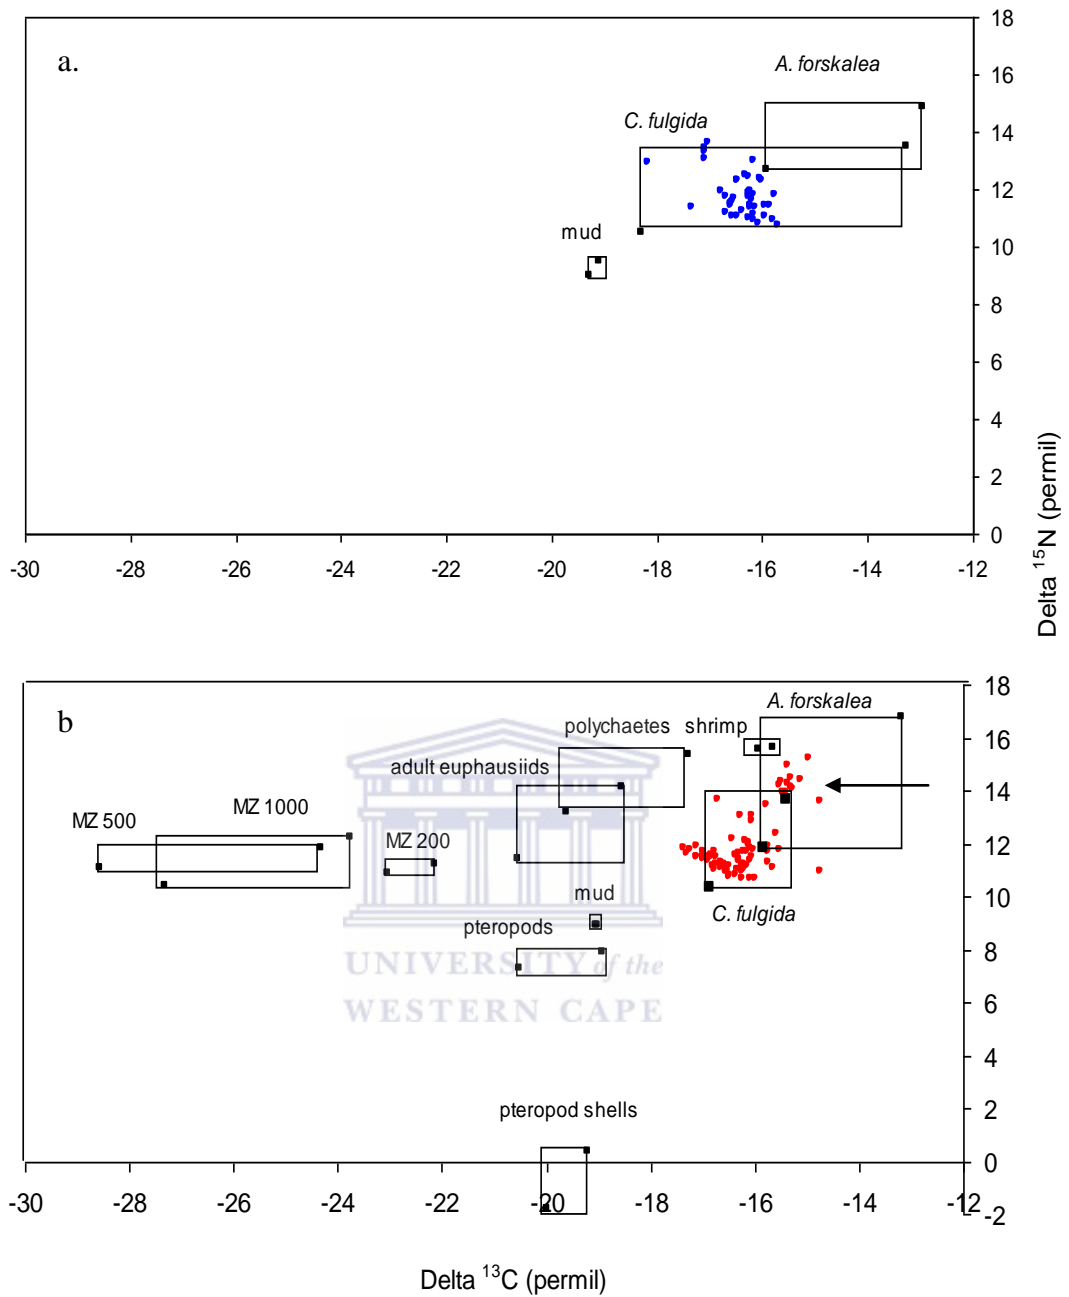 a.
A. forskalea
C. fulgida
mud
18
16
14
12
10
8
6
4
2
0
-30 -28 -26 -24 -22 -20 -18 -16 -14 -12
Delta ¹⁵N (permil)
b
A. forskalea
polychaetes shrimp
adult euphausiids
MZ 1000
MZ 500
MZ 200
mud
C. fulgida
pteropods
UNIVERSITY of the
WESTERN CAPE
pteropod shells
18
16
14
12
10
8
6
4
2
0
-2
-30 -28 -26 -24 -22 -20 -18 -16 -14 -12
Delta ¹³C (permil)